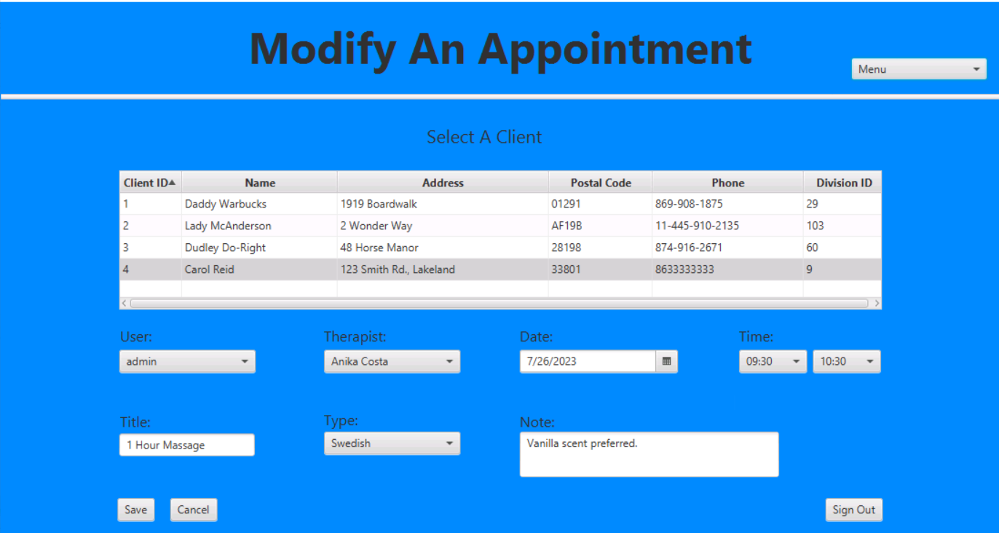 Modify An Appointment
Menu
Select A Client
Client ID Name Address Postal Code Phone Division ID
1 Daddy Warbucks 1919 Boardwalk 01291 869-908-1875 29
2 Lady McAnderson 2 Wonder Way AF19B 11-445-910-2135 103
3 Dudley Do-Right 48 Horse Manor 28198 874-916-2671 60
4 Carol Reid 123 Smith Rd., Lakeland 33801 8633333333 9
User: Therapist: Date: Time:
admin Anika Costa 7/26/2023 09:30 10:30
Title: Type: Note:
1 Hour Massage Swedish Vanilla scent preferred.
Save Cancel Sign Out